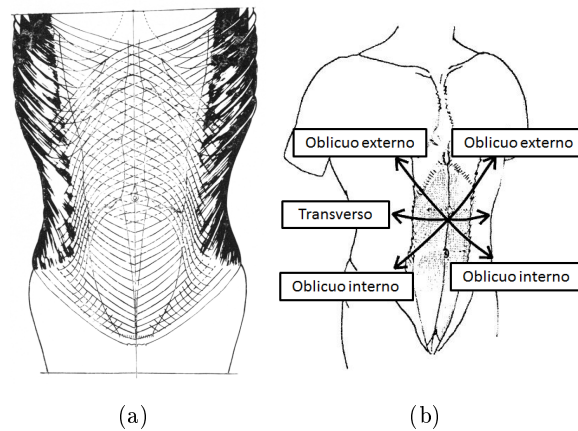 Oblicuo externo
Oblicuo externo
Transverso
Oblicuo interno
Oblicuo interno
(a)
(b)